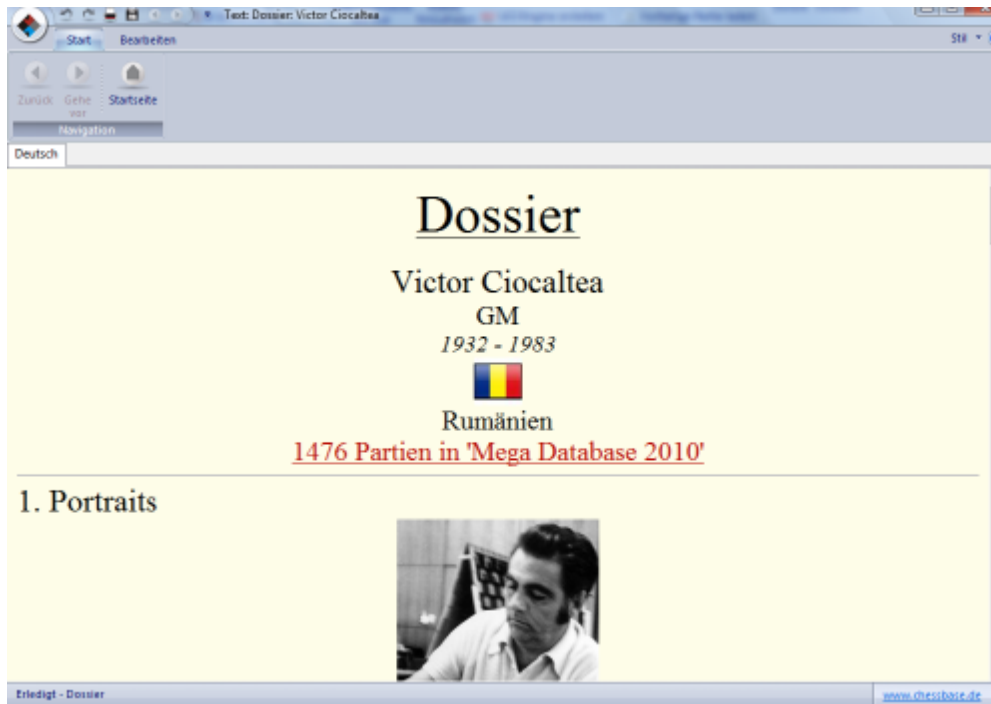 Text: Dossier: Victor Ciocaltea
Start Bearbeiten Stil
Zurück Gehe vor Startseite
Navigation
Deutsch
Dossier
Victor Ciocaltea
GM
1932 - 1983
Rumänien
1476 Partien in 'Mega Database 2010'
1. Portraits
Erledigt - Dossier www.chessbase.de